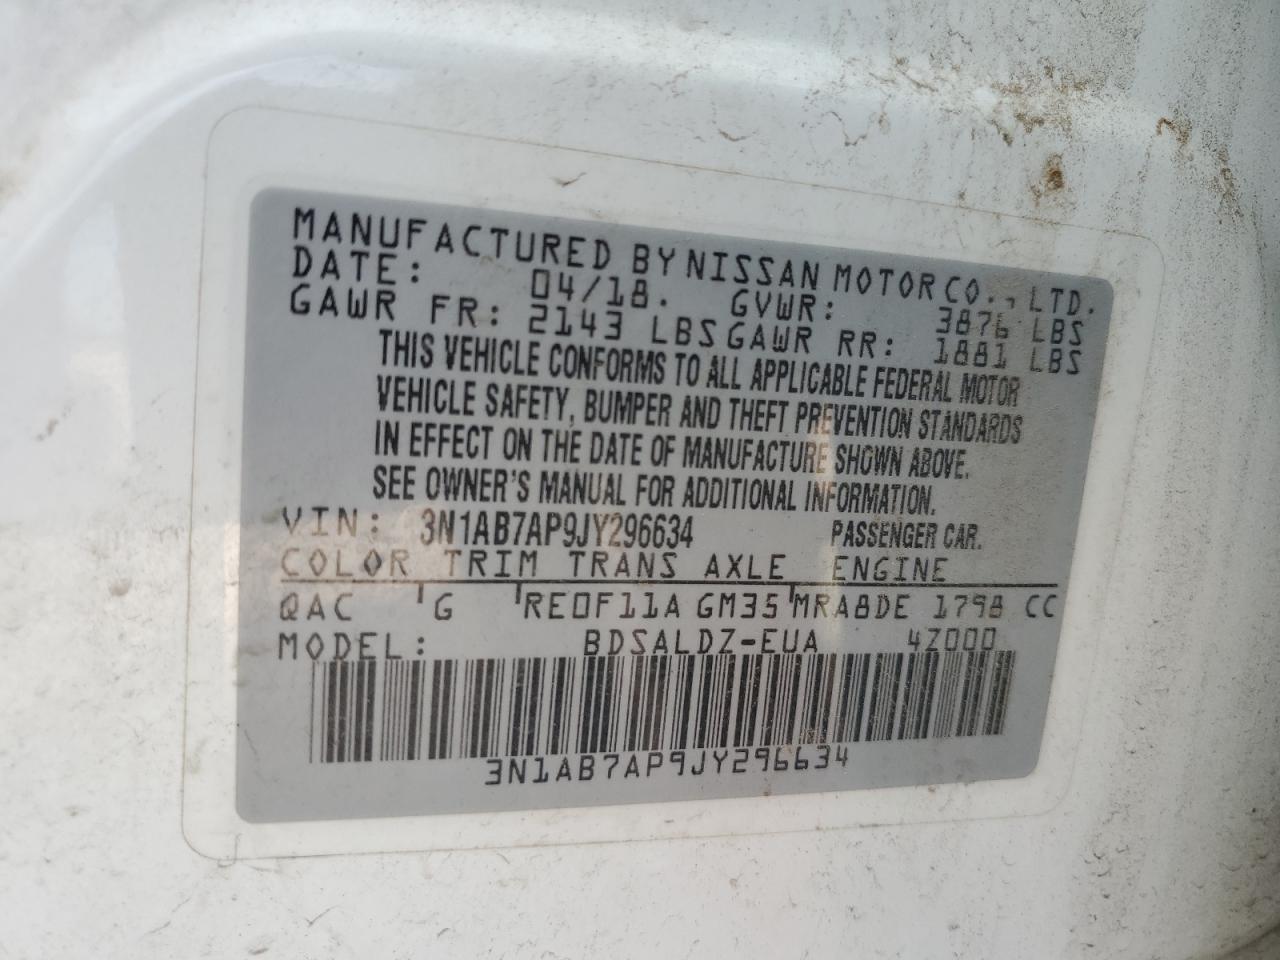 MANUFACTURED BY NISSAN MOTOR CO., LTD.
DATE: 04/18. GVWR: 3876 LBS
GAWR FR: 2143 LBS GAWR RR: 1881 LBS
THIS VEHICLE CONFORMS TO ALL APPLICABLE FEDERAL MOTOR
VEHICLE SAFETY, BUMPER AND THEFT PREVENTION STANDARDS
IN EFFECT ON THE DATE OF MANUFACTURE SHOWN ABOVE.
SEE OWNER'S MANUAL FOR ADDITIONAL INFORMATION.
VIN: 3N1AB7AP9JY296634 PASSENGER CAR.
COLOR TRIM TRANS AXLE ENGINE
QAC G RE0F11A GM35 MRA8DE 1798 CC
MODEL: BDSALDZ-EUA 4Z000
3N1AB7AP9JY296634